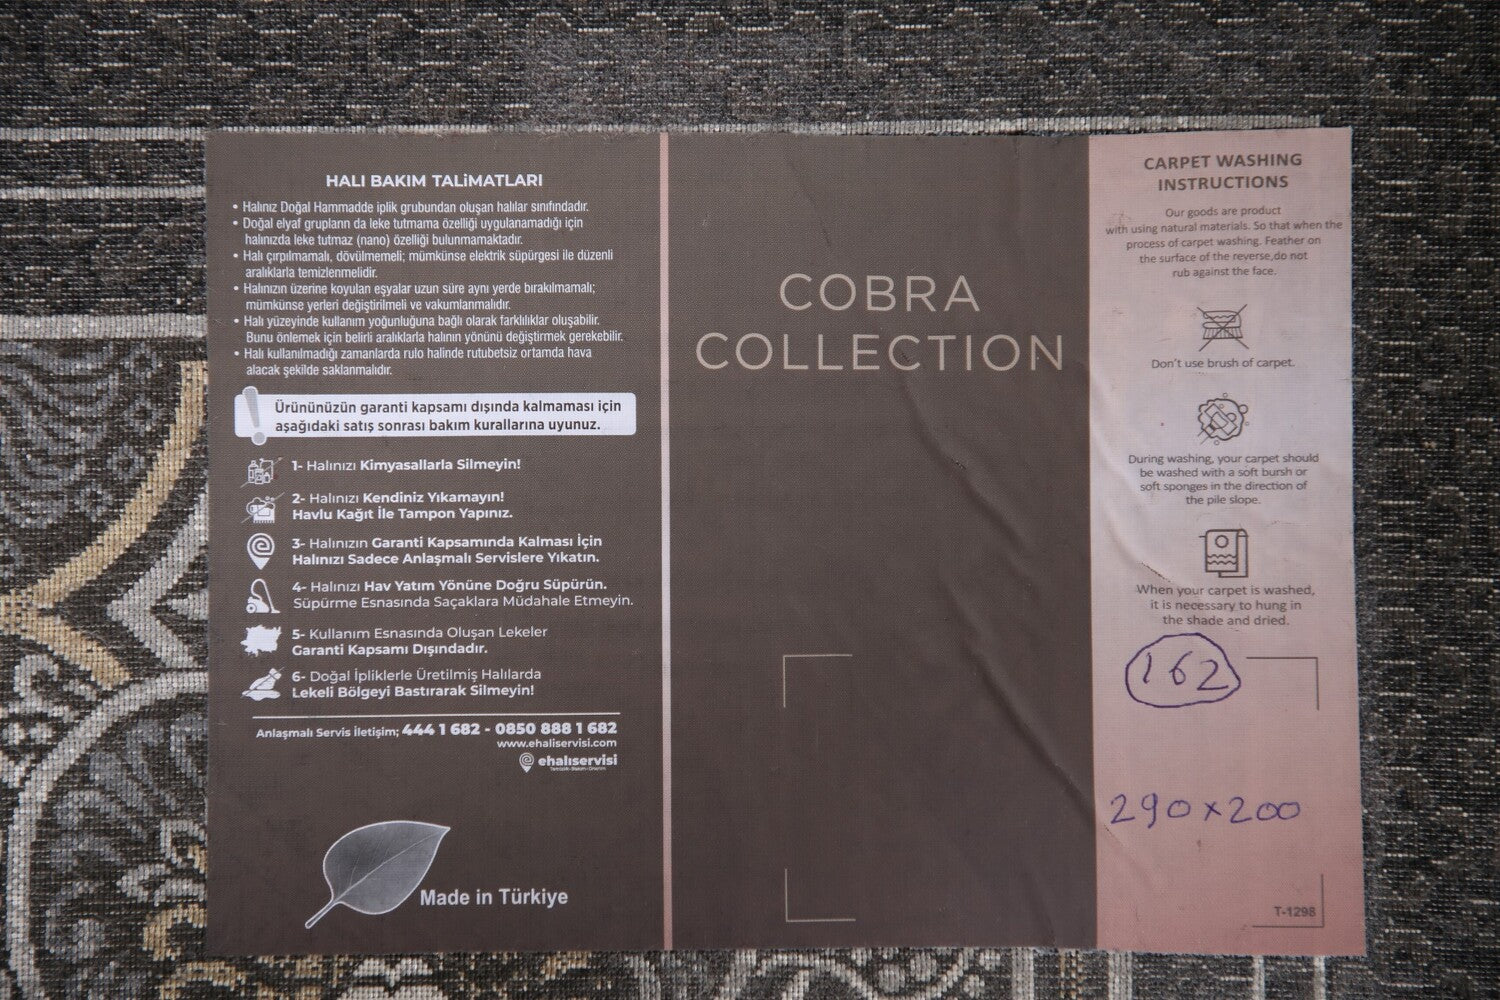 HALI BAKIM TALiMATLARI
• Halınız Doğal Hammadde iplik grubundan oluşan halılar sınıfındadır.
• Doğal elyaf grupların da leke tutmama özelliği uygulanamadığı için
halınızda leke tutmaz (nano) özelliği bulunmamaktadır.
• Halı çırpılmamalı, dövülmemeli; mümkünse elektrik süpürgesi ile düzenli
aralıklarla temizlenmelidir.
• Halınızın üzerine koyulan eşyalar uzun süre aynı yerde bırakılmamalı;
mümkünse yerleri değiştirilmeli ve vakumlanmalıdır.
• Halı yüzeyinde kullanım yoğunluğuna bağlı olarak farklılıklar oluşabilir.
Bunu önlemek için belirli aralıklarla halının yönünü değiştirmek gerekebilir.
• Halı kullanılmadığı zamanlarda rulo halinde rutubetsiz ortamda hava
alacak şekilde saklanmalıdır.
Ürününüzün garanti kapsamı dışında kalmaması için
aşağıdaki satış sonrası bakım kurallarına uyunuz.
1- Halınızı Kimyasallarla Silmeyin!
2- Halınızı Kendiniz Yıkamayın!
Havlu Kağıt İle Tampon Yapınız.
3- Halınızın Garanti Kapsamında Kalması İçin
Halınızı Sadece Anlaşmalı Servislere Yıkatın.
4- Halınızı Hav Yatım Yönüne Doğru Süpürün.
Süpürme Esnasında Saçaklara Müdahale Etmeyin.
5- Kullanım Esnasında Oluşan Lekeler
Garanti Kapsamı Dışındadır.
6- Doğal İpliklerle Üretilmiş Halılarda
Lekeli Bölgeyi Bastırarak Silmeyin!
Anlaşmalı Servis İletişim; 444 1 682 - 0850 888 1 682
www.ehaliservisi.com
ehalıservisi
Made in Türkiye
COBRA
COLLECTION
CARPET WASHING
INSTRUCTIONS
Our goods are product
with using natural materials. So that when the
process of carpet washing. Feather on
the surface of the reverse,do not
rub against the face.
Don't use brush of carpet.
During washing, your carpet should
be washed with a soft bursh or
soft sponges in the direction of
the pile slope.
When your carpet is washed,
it is necessary to hung in
the shade and dried.
162
290x200
T-1298